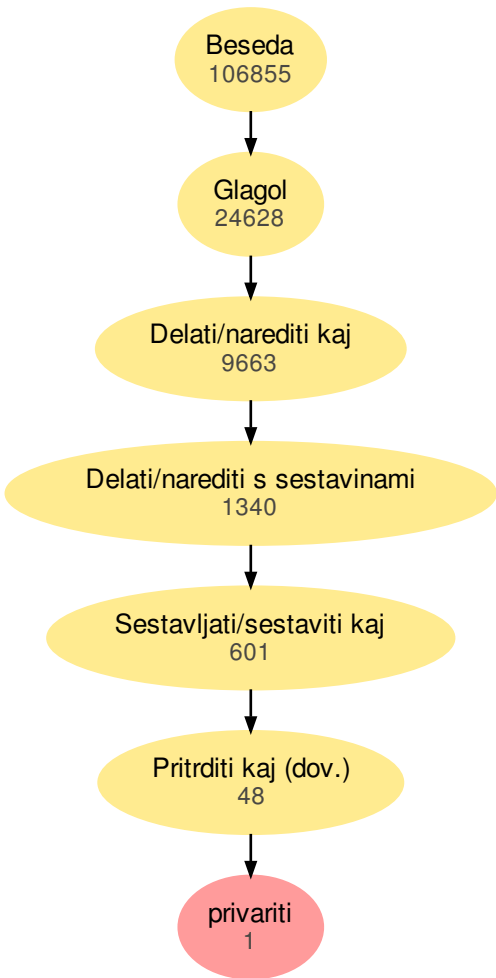 Beseda
106855
Glagol
24628
Delati/narediti kaj
9663
Delati/narediti s sestavinami
1340
Sestavljati/sestaviti kaj
601
Pritrditi kaj (dov.)
48
privariti
1